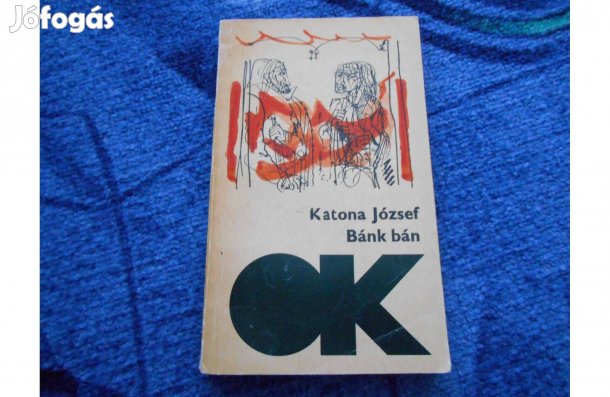 Jófogás
Katona József
Bánk bán
OK